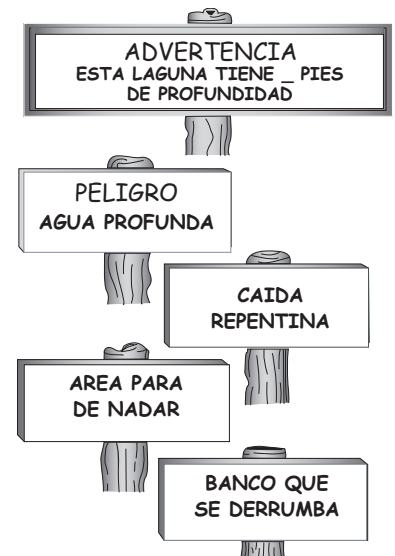 ADVERTENCIA
ESTA LAGUNA TIENE _ PIES
DE PROFUNDIDAD
PELIGRO
AGUA PROFUNDA
CAIDA
REPENTINA
AREA PARA
DE NADAR
BANCO QUE
SE DERRUMBA